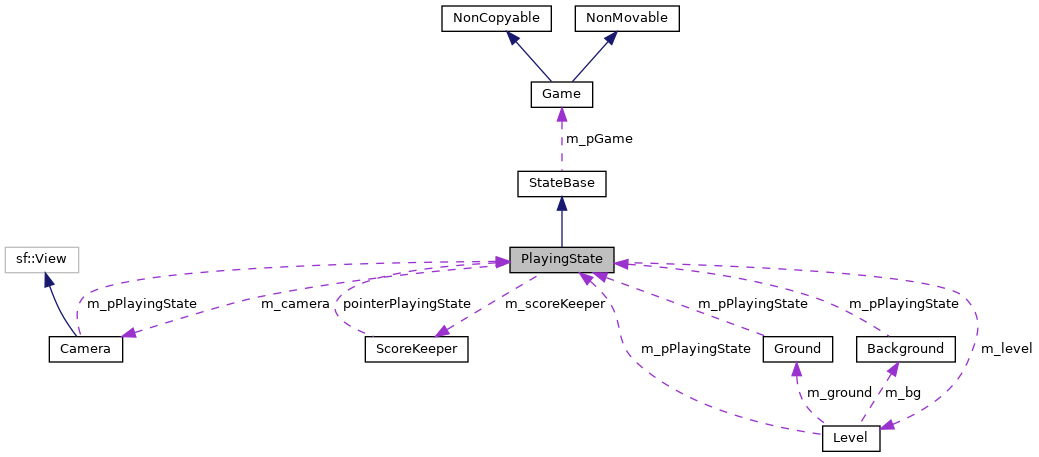 NonCopyable
NonMovable
Game
m_pGame
StateBase
sf::View
PlayingState
m_pPlayingState
m_camera
pointerPlayingState
m_scoreKeeper
m_pPlayingState
m_pPlayingState
Camera
ScoreKeeper
m_pPlayingState
Ground
Background
m_level
m_ground
m_bg
Level